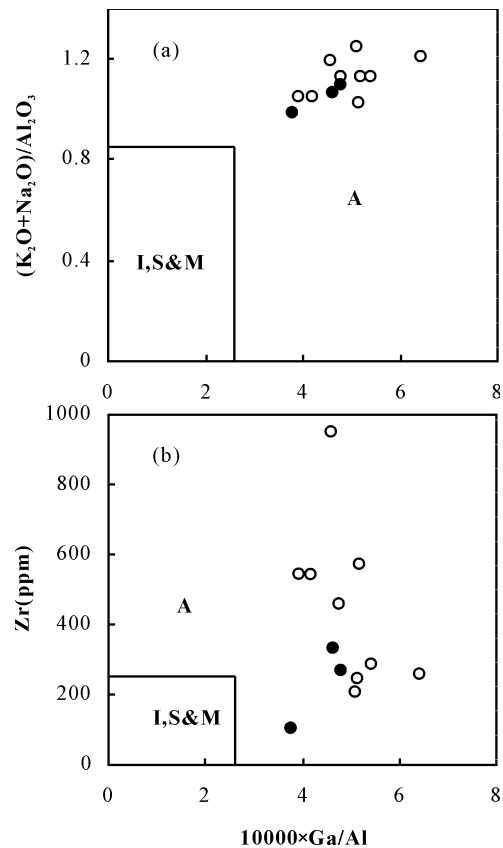 (a)
1.2
0.8
0.4
0
(K₂O+Na₂O)/Al₂O₃
A
I,S&M
0 2 4 6 8
1000
(b)
800
600
400
200
0
Zr(ppm)
A
I,S&M
0 2 4 6 8
10000×Ga/Al